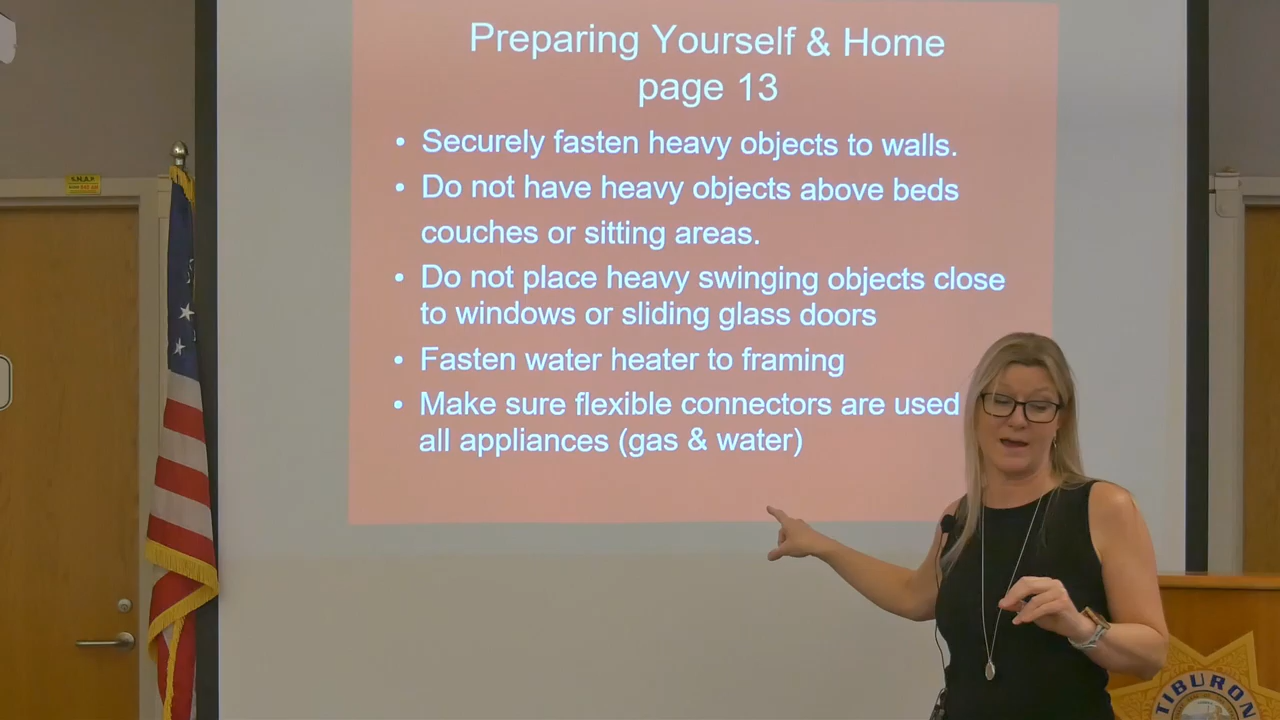 Preparing Yourself & Home
page 13
• Securely fasten heavy objects to walls.
• Do not have heavy objects above beds
couches or sitting areas.
• Do not place heavy swinging objects close
to windows or sliding glass doors
• Fasten water heater to framing
• Make sure flexible connectors are used
all appliances (gas & water)
TIBURON